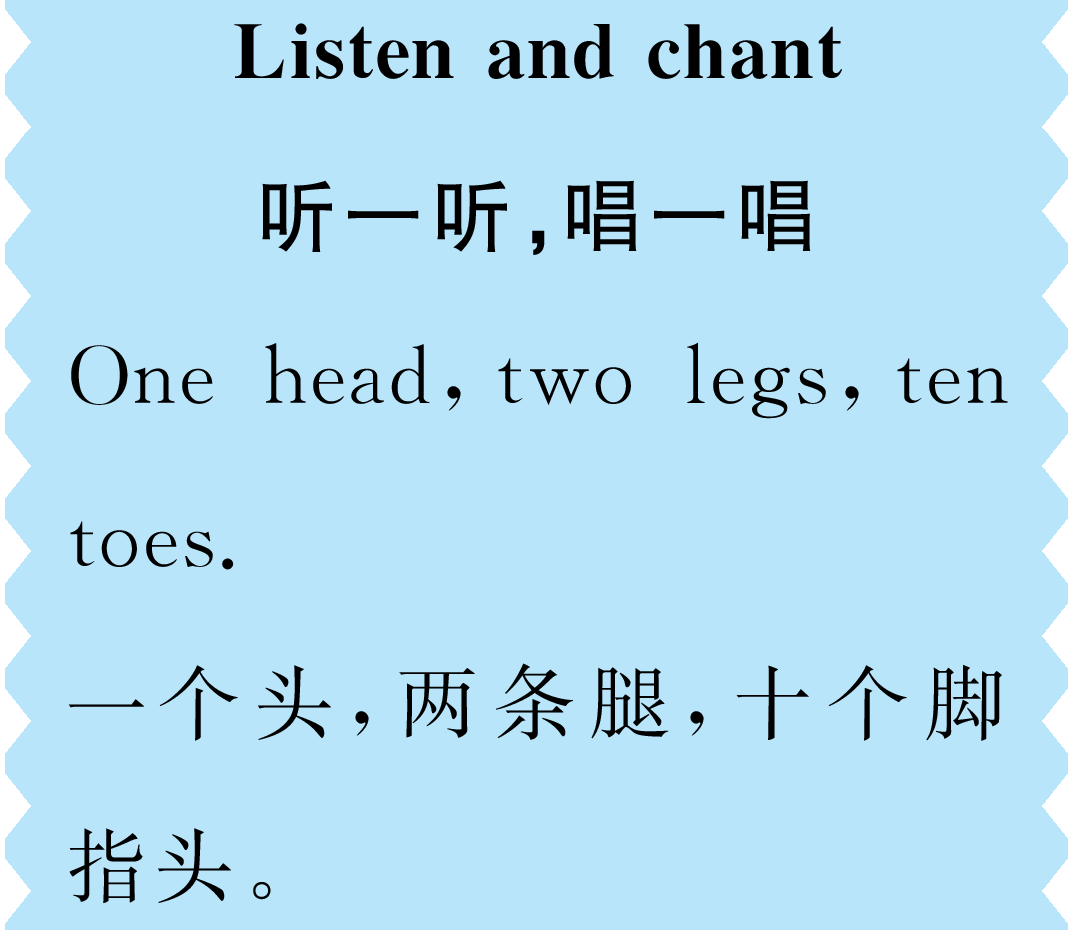 Listen and chant
听一听,唱一唱
One head, two legs, ten
toes.
一个头,两条腿,十个脚
指头。